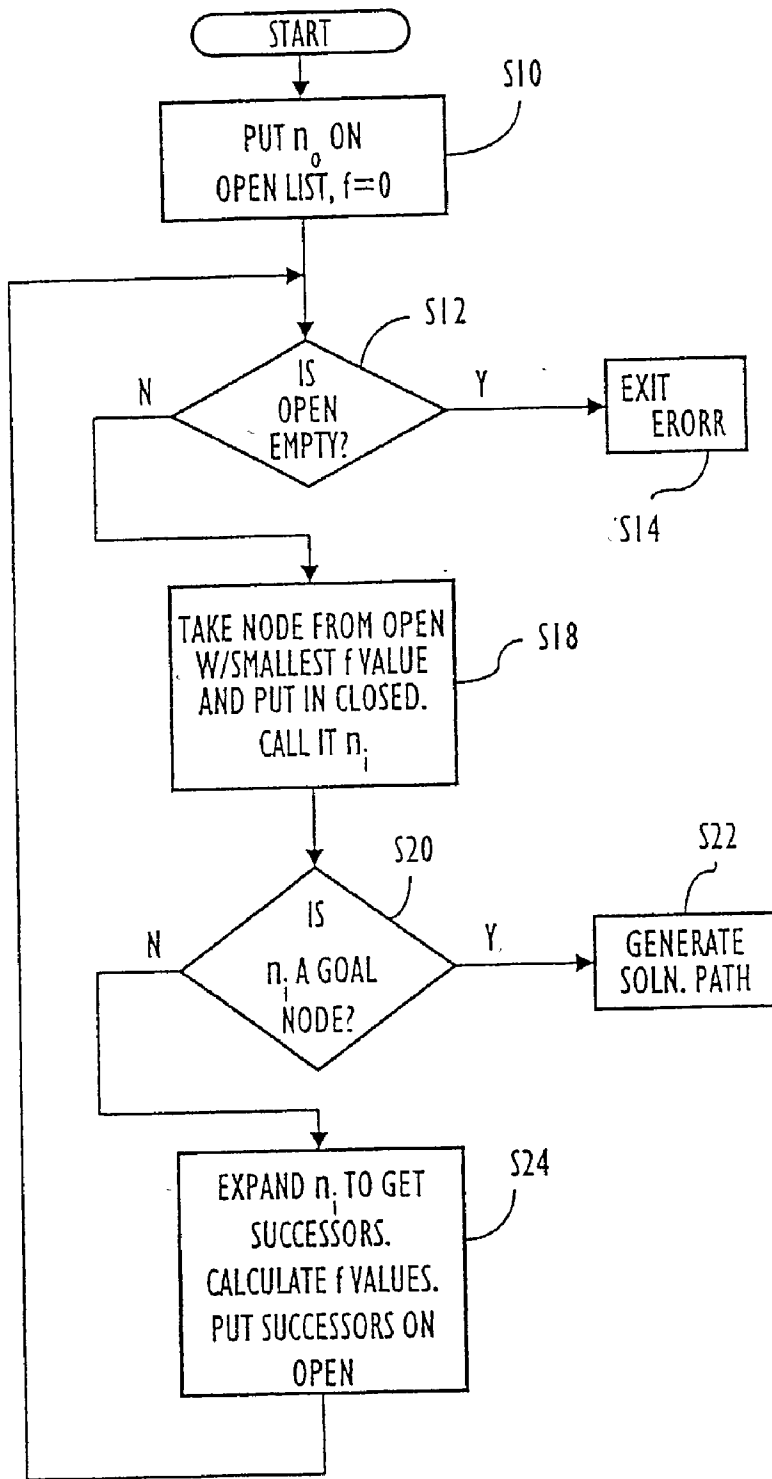 START
S10
PUT n₀ ON
OPEN LIST, f=0
S12
N
IS
Y
OPEN
EMPTY?
EXIT
ERORR
S14
TAKE NODE FROM OPEN
W/SMALLEST f VALUE
AND PUT IN CLOSED.
CALL IT nᵢ
S18
S20
S22
N
IS
Y
nᵢ A GOAL
NODE?
GENERATE
SOLN. PATH
S24
EXPAND nᵢ TO GET
SUCCESSORS.
CALCULATE f VALUES.
PUT SUCCESSORS ON
OPEN